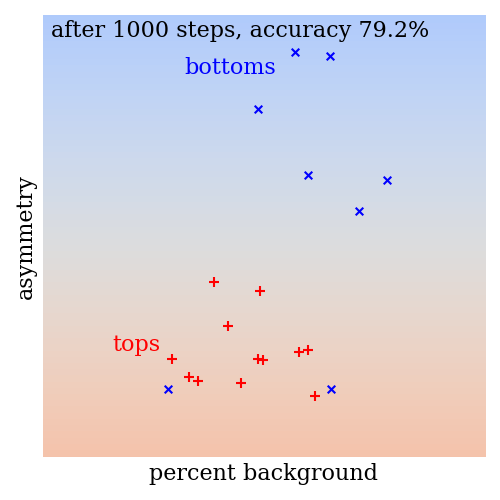 after 1000 steps, accuracy 79.2%
bottoms
asymmetry
tops
percent background